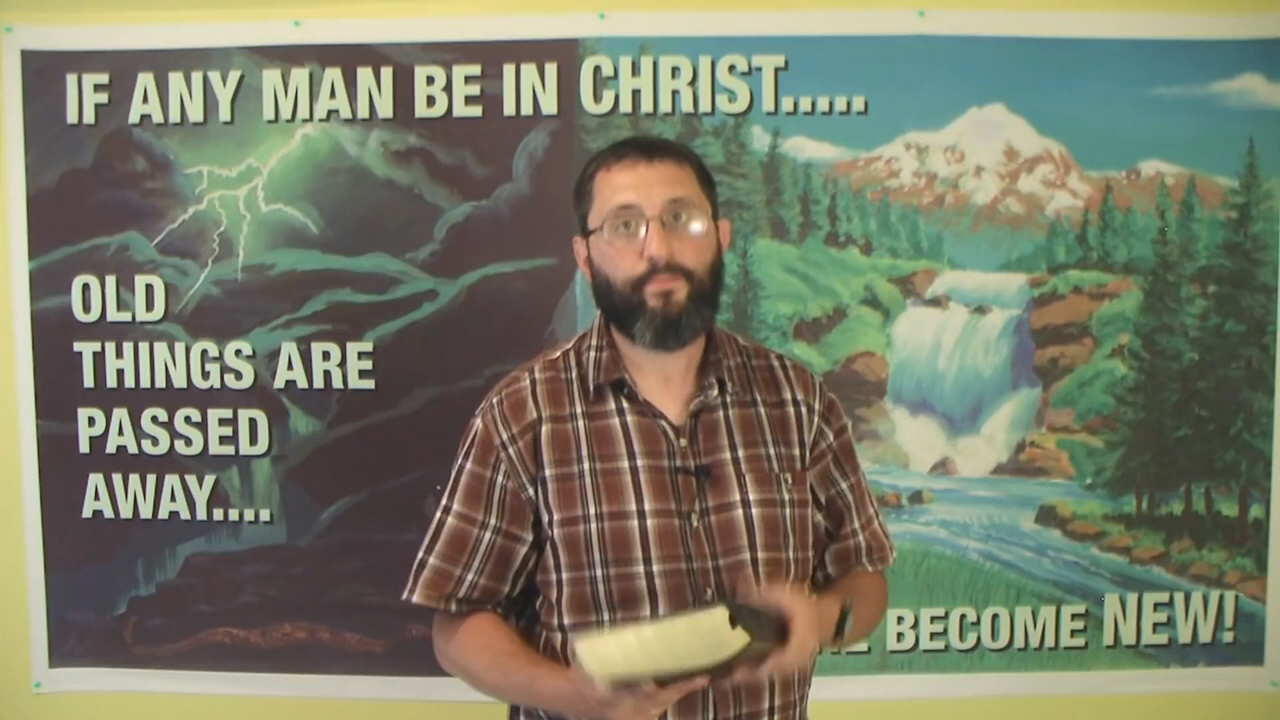 IF ANY MAN BE IN CHRIST.....
OLD
THINGS ARE
PASSED
AWAY....
BECOME NEW!